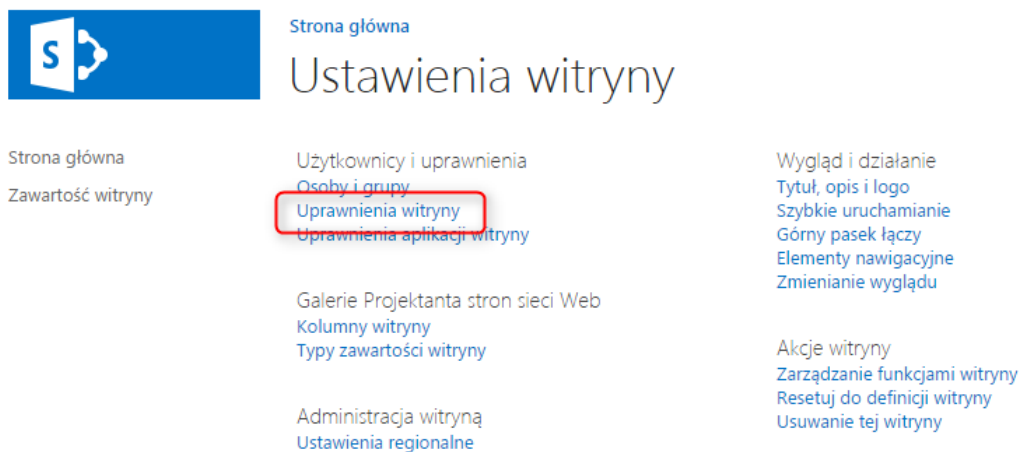 S
Strona główna
Ustawienia witryny
Strona główna
Zawartość witryny
Użytkownicy i uprawnienia
Osoby i grupy
Uprawnienia witryny
Uprawnienia aplikacji witryny
Galerie Projektanta stron sieci Web
Kolumny witryny
Typy zawartości witryny
Administracja witryną
Ustawienia regionalne
Wygląd i działanie
Tytuł, opis i logo
Szybkie uruchamianie
Górny pasek łączy
Elementy nawigacyjne
Zmienianie wyglądu
Akcje witryny
Zarządzanie funkcjami witryny
Resetuj do definicji witryny
Usuwanie tej witryny